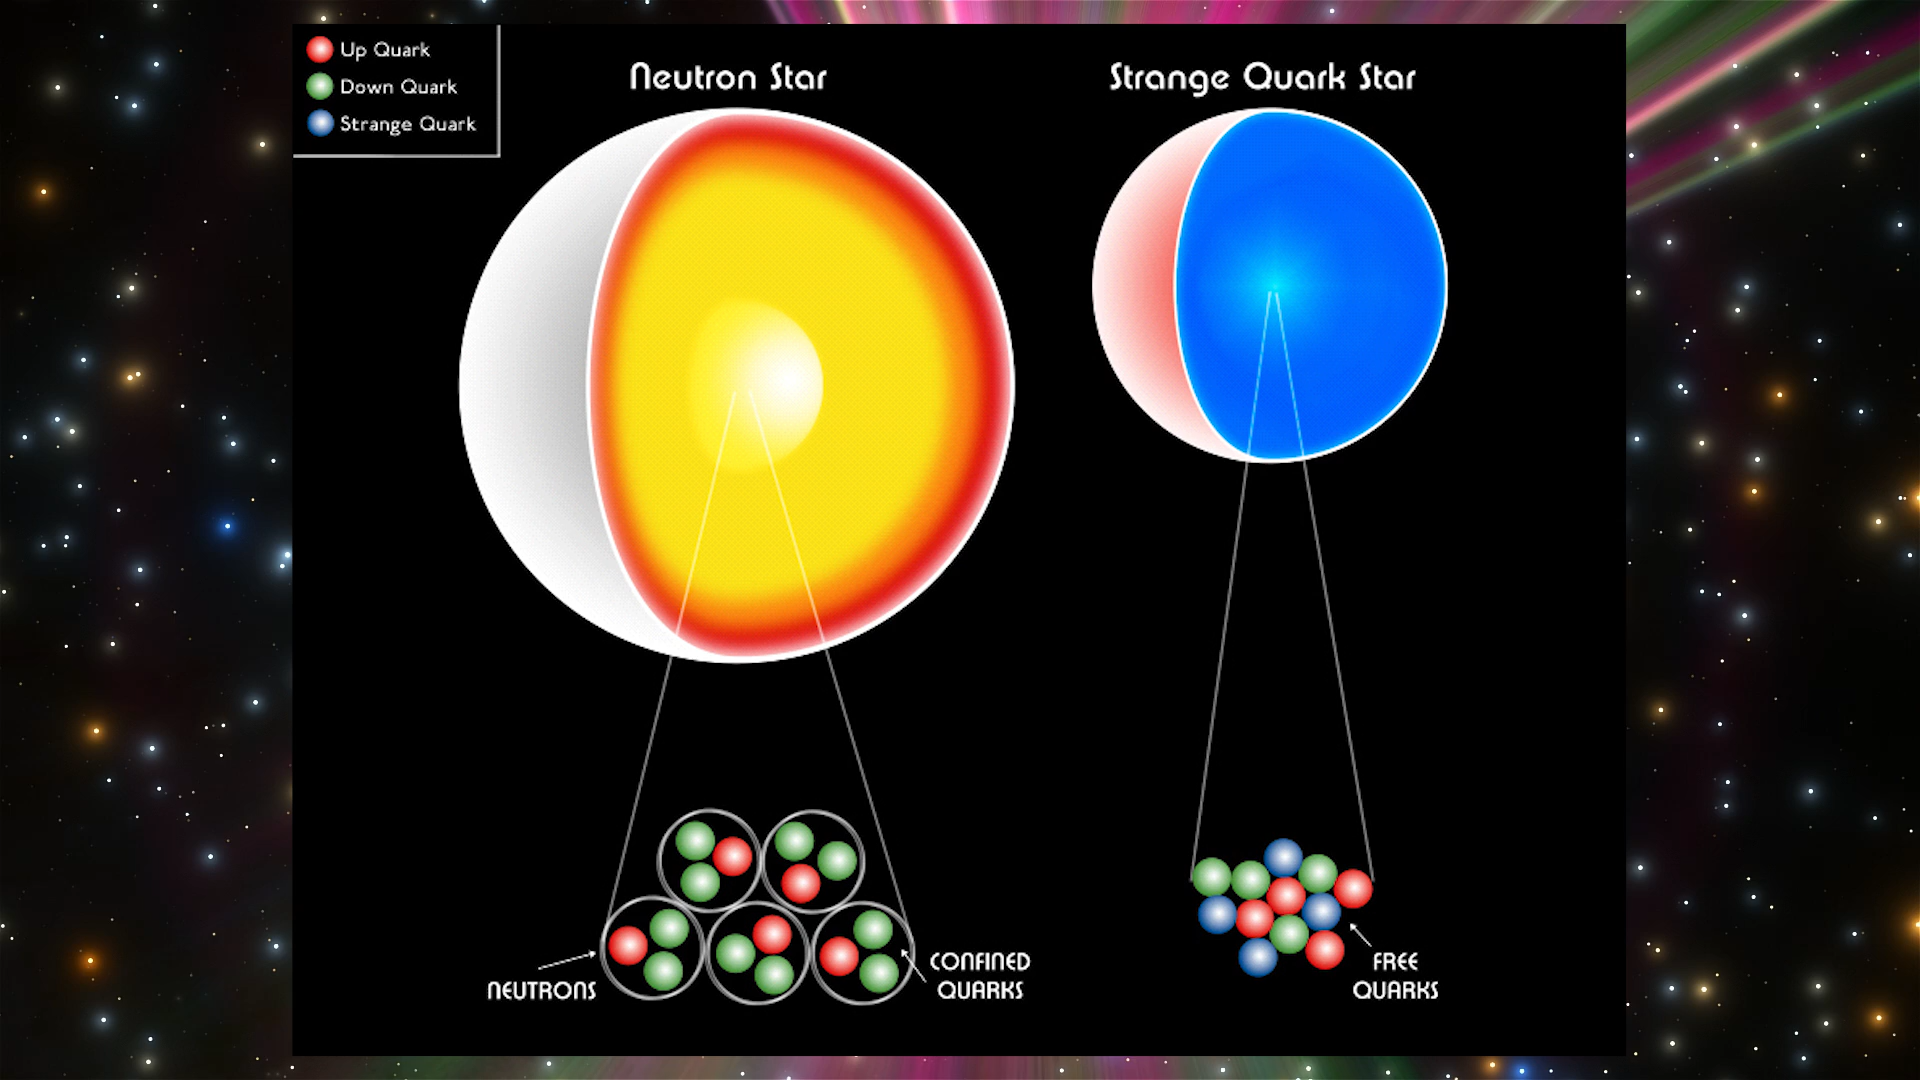 Up Quark
Down Quark
Strange Quark
Neutron Star
Strange Quark Star
NEUTRONS
CONFINED
QUARKS
FREE
QUARKS